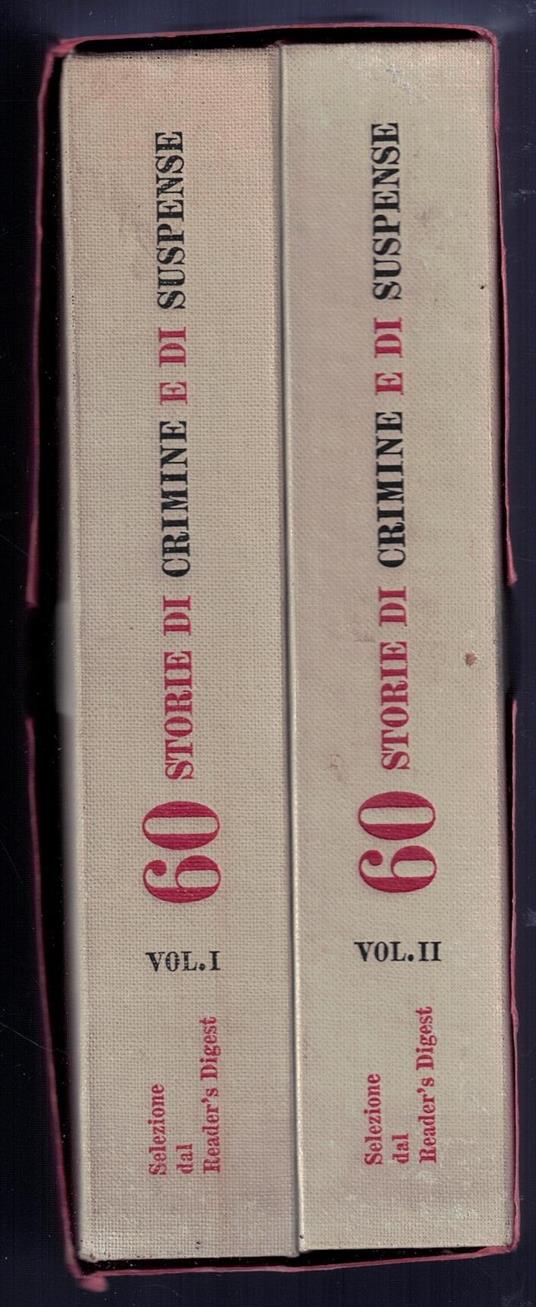 60 STORIE DI CRIMINE E DI SUSPENSE
VOL. I
Selezione
dal
Reader's Digest
60 STORIE DI CRIMINE E DI SUSPENSE
VOL. II
Selezione
dal
Reader's Digest